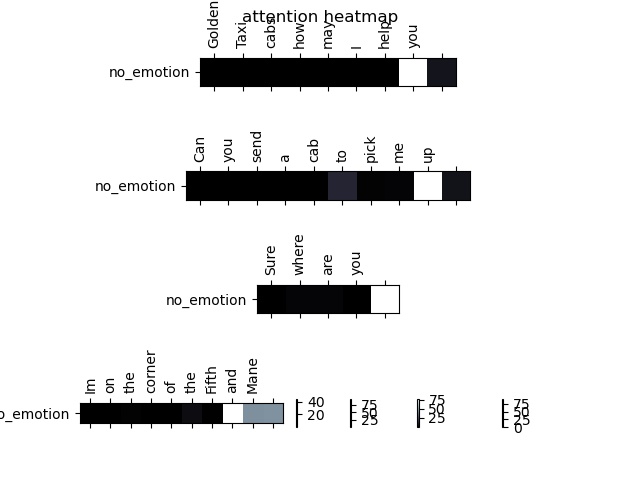 attention heatmap
Golden Taxi cabs how may I help you
no_emotion
Can you send a cab to pick me up
no_emotion
Sure where are you
no_emotion
Im on the corner of the Fifth and Mane
o_emotion
40
20
75
50
25
75
50
25
75
50
25
0